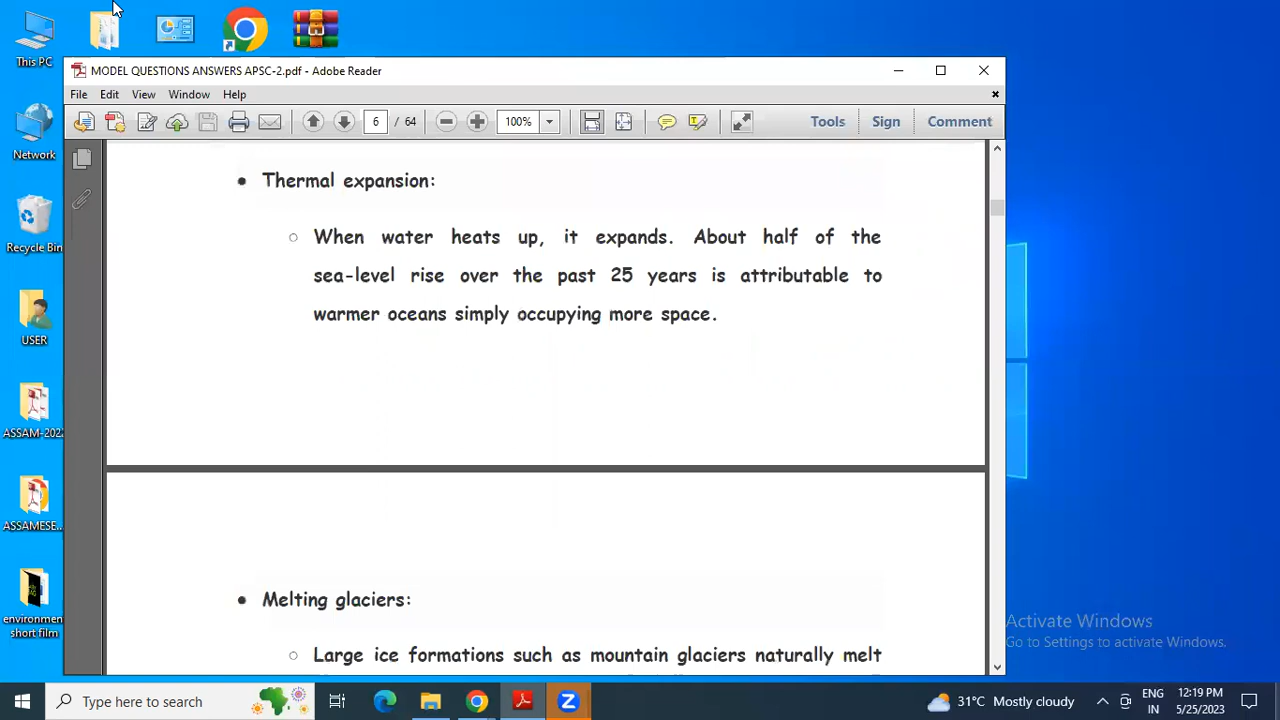 This PC
MODEL QUESTIONS ANSWERS APSC-2.pdf - Adobe Reader
File Edit View Window Help
6 / 64 100% Tools Sign Comment
Network
Recycle Bin
USER
ASSAM-202
ASSAMESE...
environment
short film
• Thermal expansion:
○ When water heats up, it expands. About half of the
sea-level rise over the past 25 years is attributable to
warmer oceans simply occupying more space.
• Melting glaciers:
○ Large ice formations such as mountain glaciers naturally melt
Activate Windows
Go to Settings to activate Windows.
Type here to search
31°C Mostly cloudy
ENG
IN
12:19 PM
5/25/2023